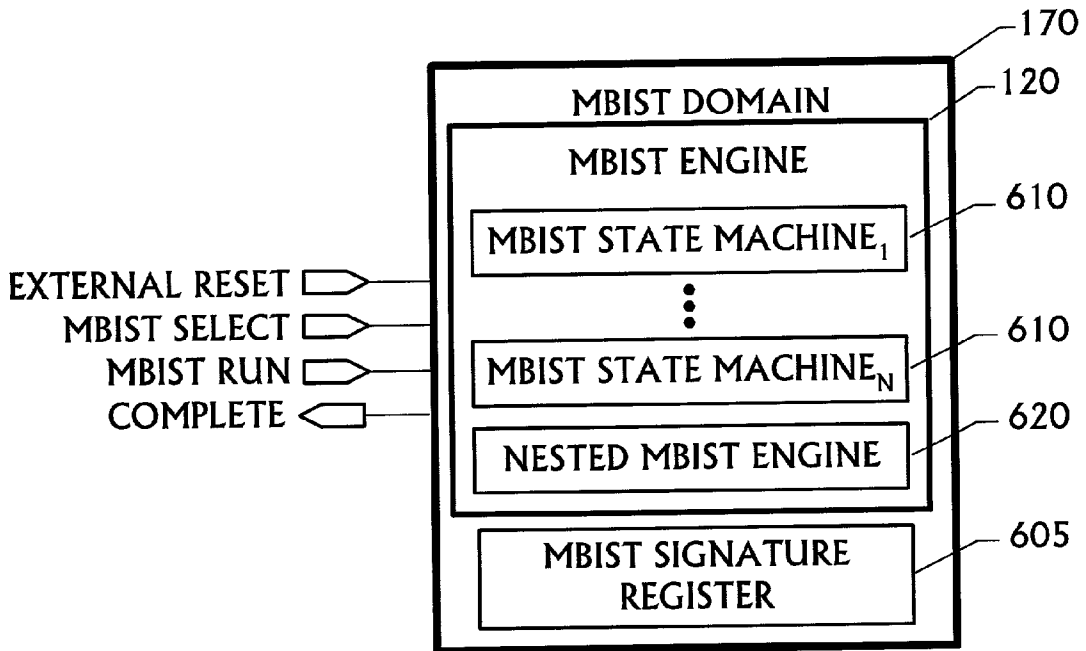 170
MBIST DOMAIN
120
MBIST ENGINE
610
MBIST STATE MACHINE1
EXTERNAL RESET
MBIST SELECT
MBIST RUN
610
MBIST STATE MACHINEN
COMPLETE
620
NESTED MBIST ENGINE
605
MBIST SIGNATURE
REGISTER